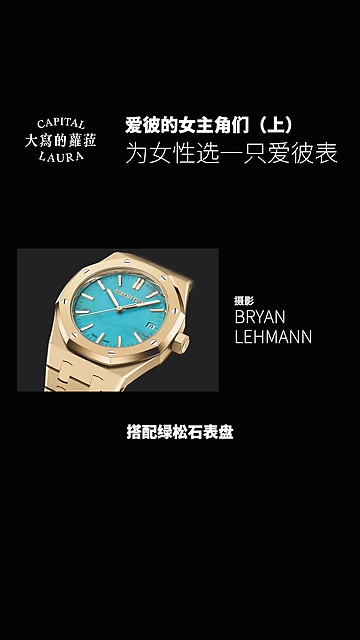 CAPITAL
大寫的蘿菈
LAURA
爱彼的女主角们（上）
为女性选一只爱彼表
摄影
BRYAN
LEHMANN
搭配绿松石表盘